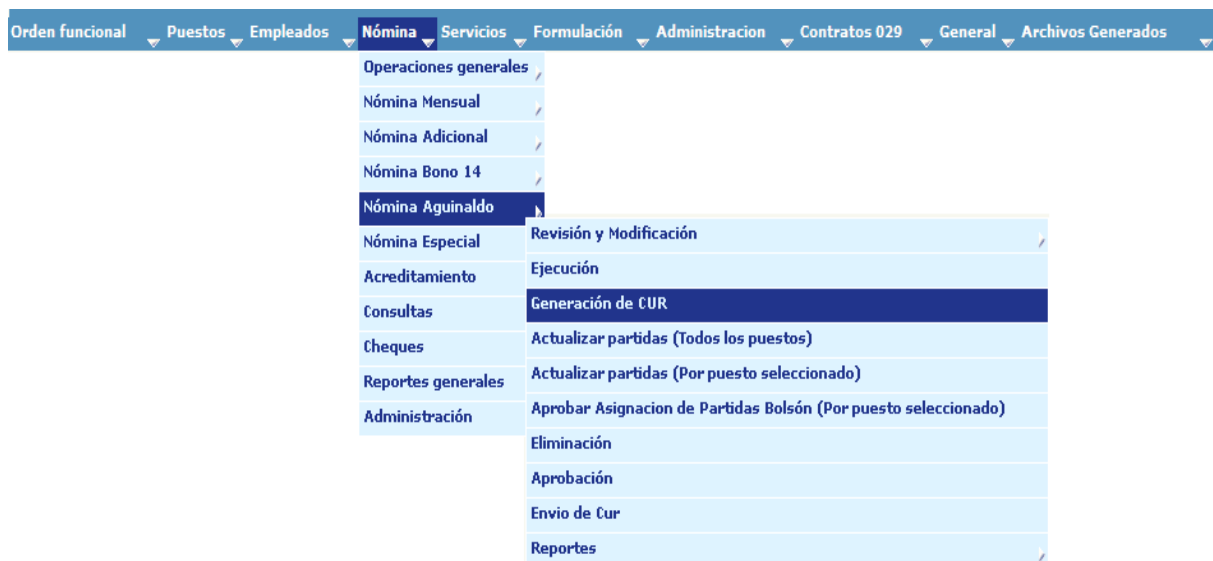 Orden funcional Puestos Empleados Nómina Servicios Formulación Administracion Contratos 029 General Archivos Generados
Operaciones generales
Nómina Mensual
Nómina Adicional
Nómina Bono 14
Nómina Aguinaldo
Nómina Especial
Acreditamiento
Consultas
Cheques
Reportes generales
Administración
Revisión y Modificación
Ejecución
Generación de CUR
Actualizar partidas (Todos los puestos)
Actualizar partidas (Por puesto seleccionado)
Aprobar Asignacion de Partidas Bolsón (Por puesto seleccionado)
Eliminación
Aprobación
Envio de Cur
Reportes